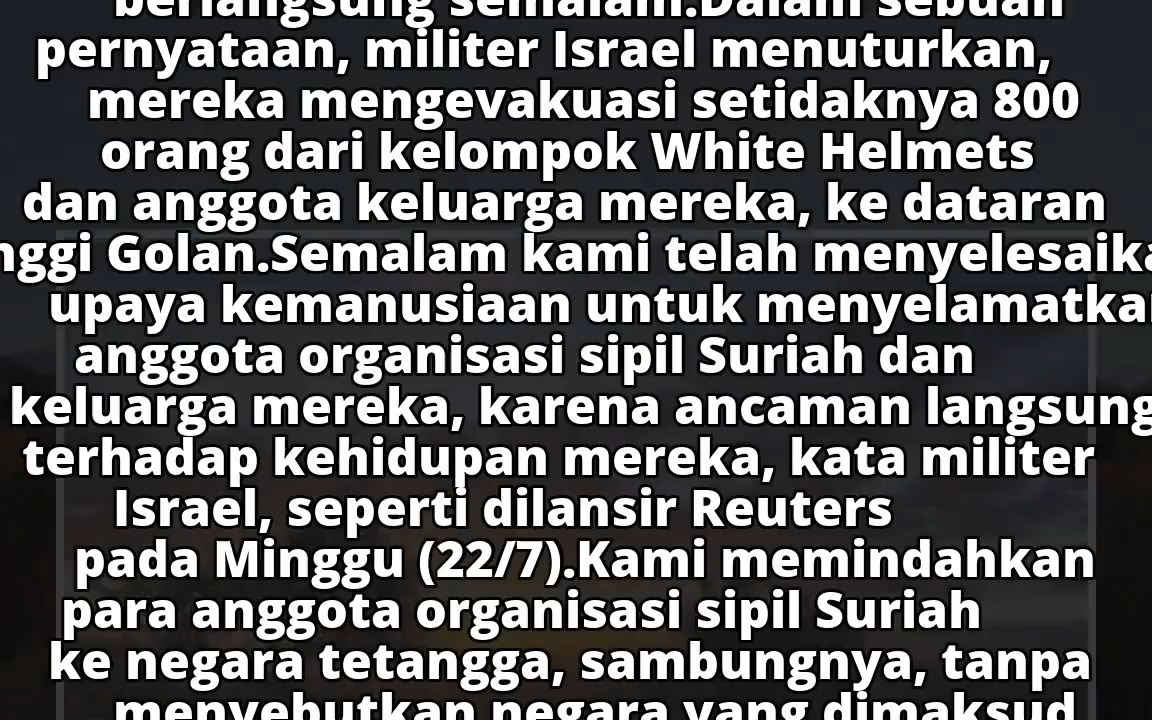 berlangsung semalam.Dalam sebuah
pernyataan, militer Israel menuturkan,
mereka mengevakuasi setidaknya 800
orang dari kelompok White Helmets
dan anggota keluarga mereka, ke dataran
nggi Golan.Semalam kami telah menyelesaika
upaya kemanusiaan untuk menyelamatkan
anggota organisasi sipil Suriah dan
keluarga mereka, karena ancaman langsung
terhadap kehidupan mereka, kata militer
Israel, seperti dilansir Reuters
pada Minggu (22/7).Kami memindahkan
para anggota organisasi sipil Suriah
ke negara tetangga, sambungnya, tanpa
menyebutkan negara yang dimaksud